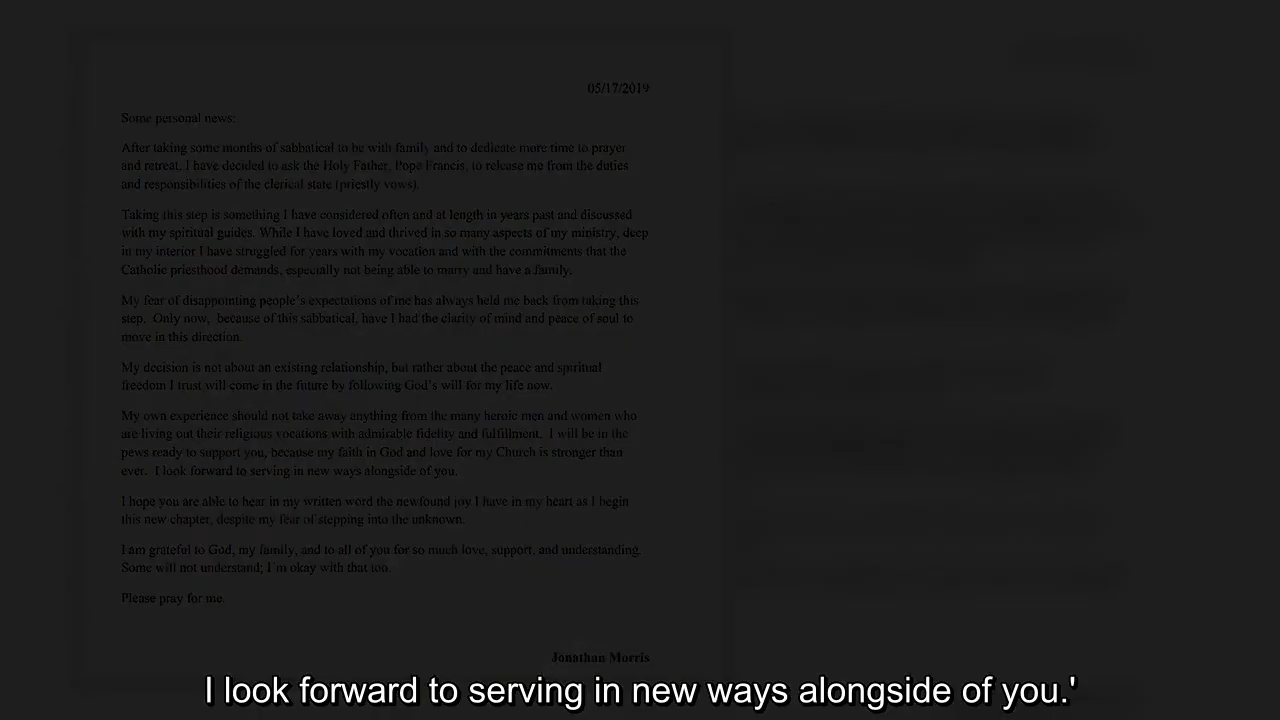 05/17/2019
Some personal news:
After taking some months of sabbatical to be with family and to dedicate more time to prayer
and retreat, I have decided to ask the Holy Father, Pope Francis, to release me from the duties
and responsibilities of the clerical state (priestly vows).
Taking this step is something I have considered often and at length in years past and discussed
with my spiritual guides. While I have loved and thrived in so many aspects of my ministry, deep
in my interior I have struggled for years with my vocation and with the commitments that the
Catholic priesthood demands, especially not being able to marry and have a family.
My fear of disappointing people's expectations of me has always held me back from taking this
step. Only now, because of this sabbatical, have I had the clarity of mind and peace of soul to
move in this direction.
My decision is not about an existing relationship, but rather about the peace and spiritual
freedom I trust will come in the future by following God's will for my life now.
My own experience should not take away anything from the many heroic men and women who
are living out their religious vocations with admirable fidelity and fulfillment. I will be in the
pews ready to support you, because my faith in God and love for my Church is stronger than
ever. I look forward to serving in new ways alongside of you.
I hope you are able to hear in my written word the newfound joy I have in my heart as I begin
this new chapter, despite my fear of stepping into the unknown.
I am grateful to God, my family, and to all of you for so much love, support, and understanding.
Some will not understand; I'm okay with that too.
Please pray for me.
Jonathan Morris
I look forward to serving in new ways alongside of you.'